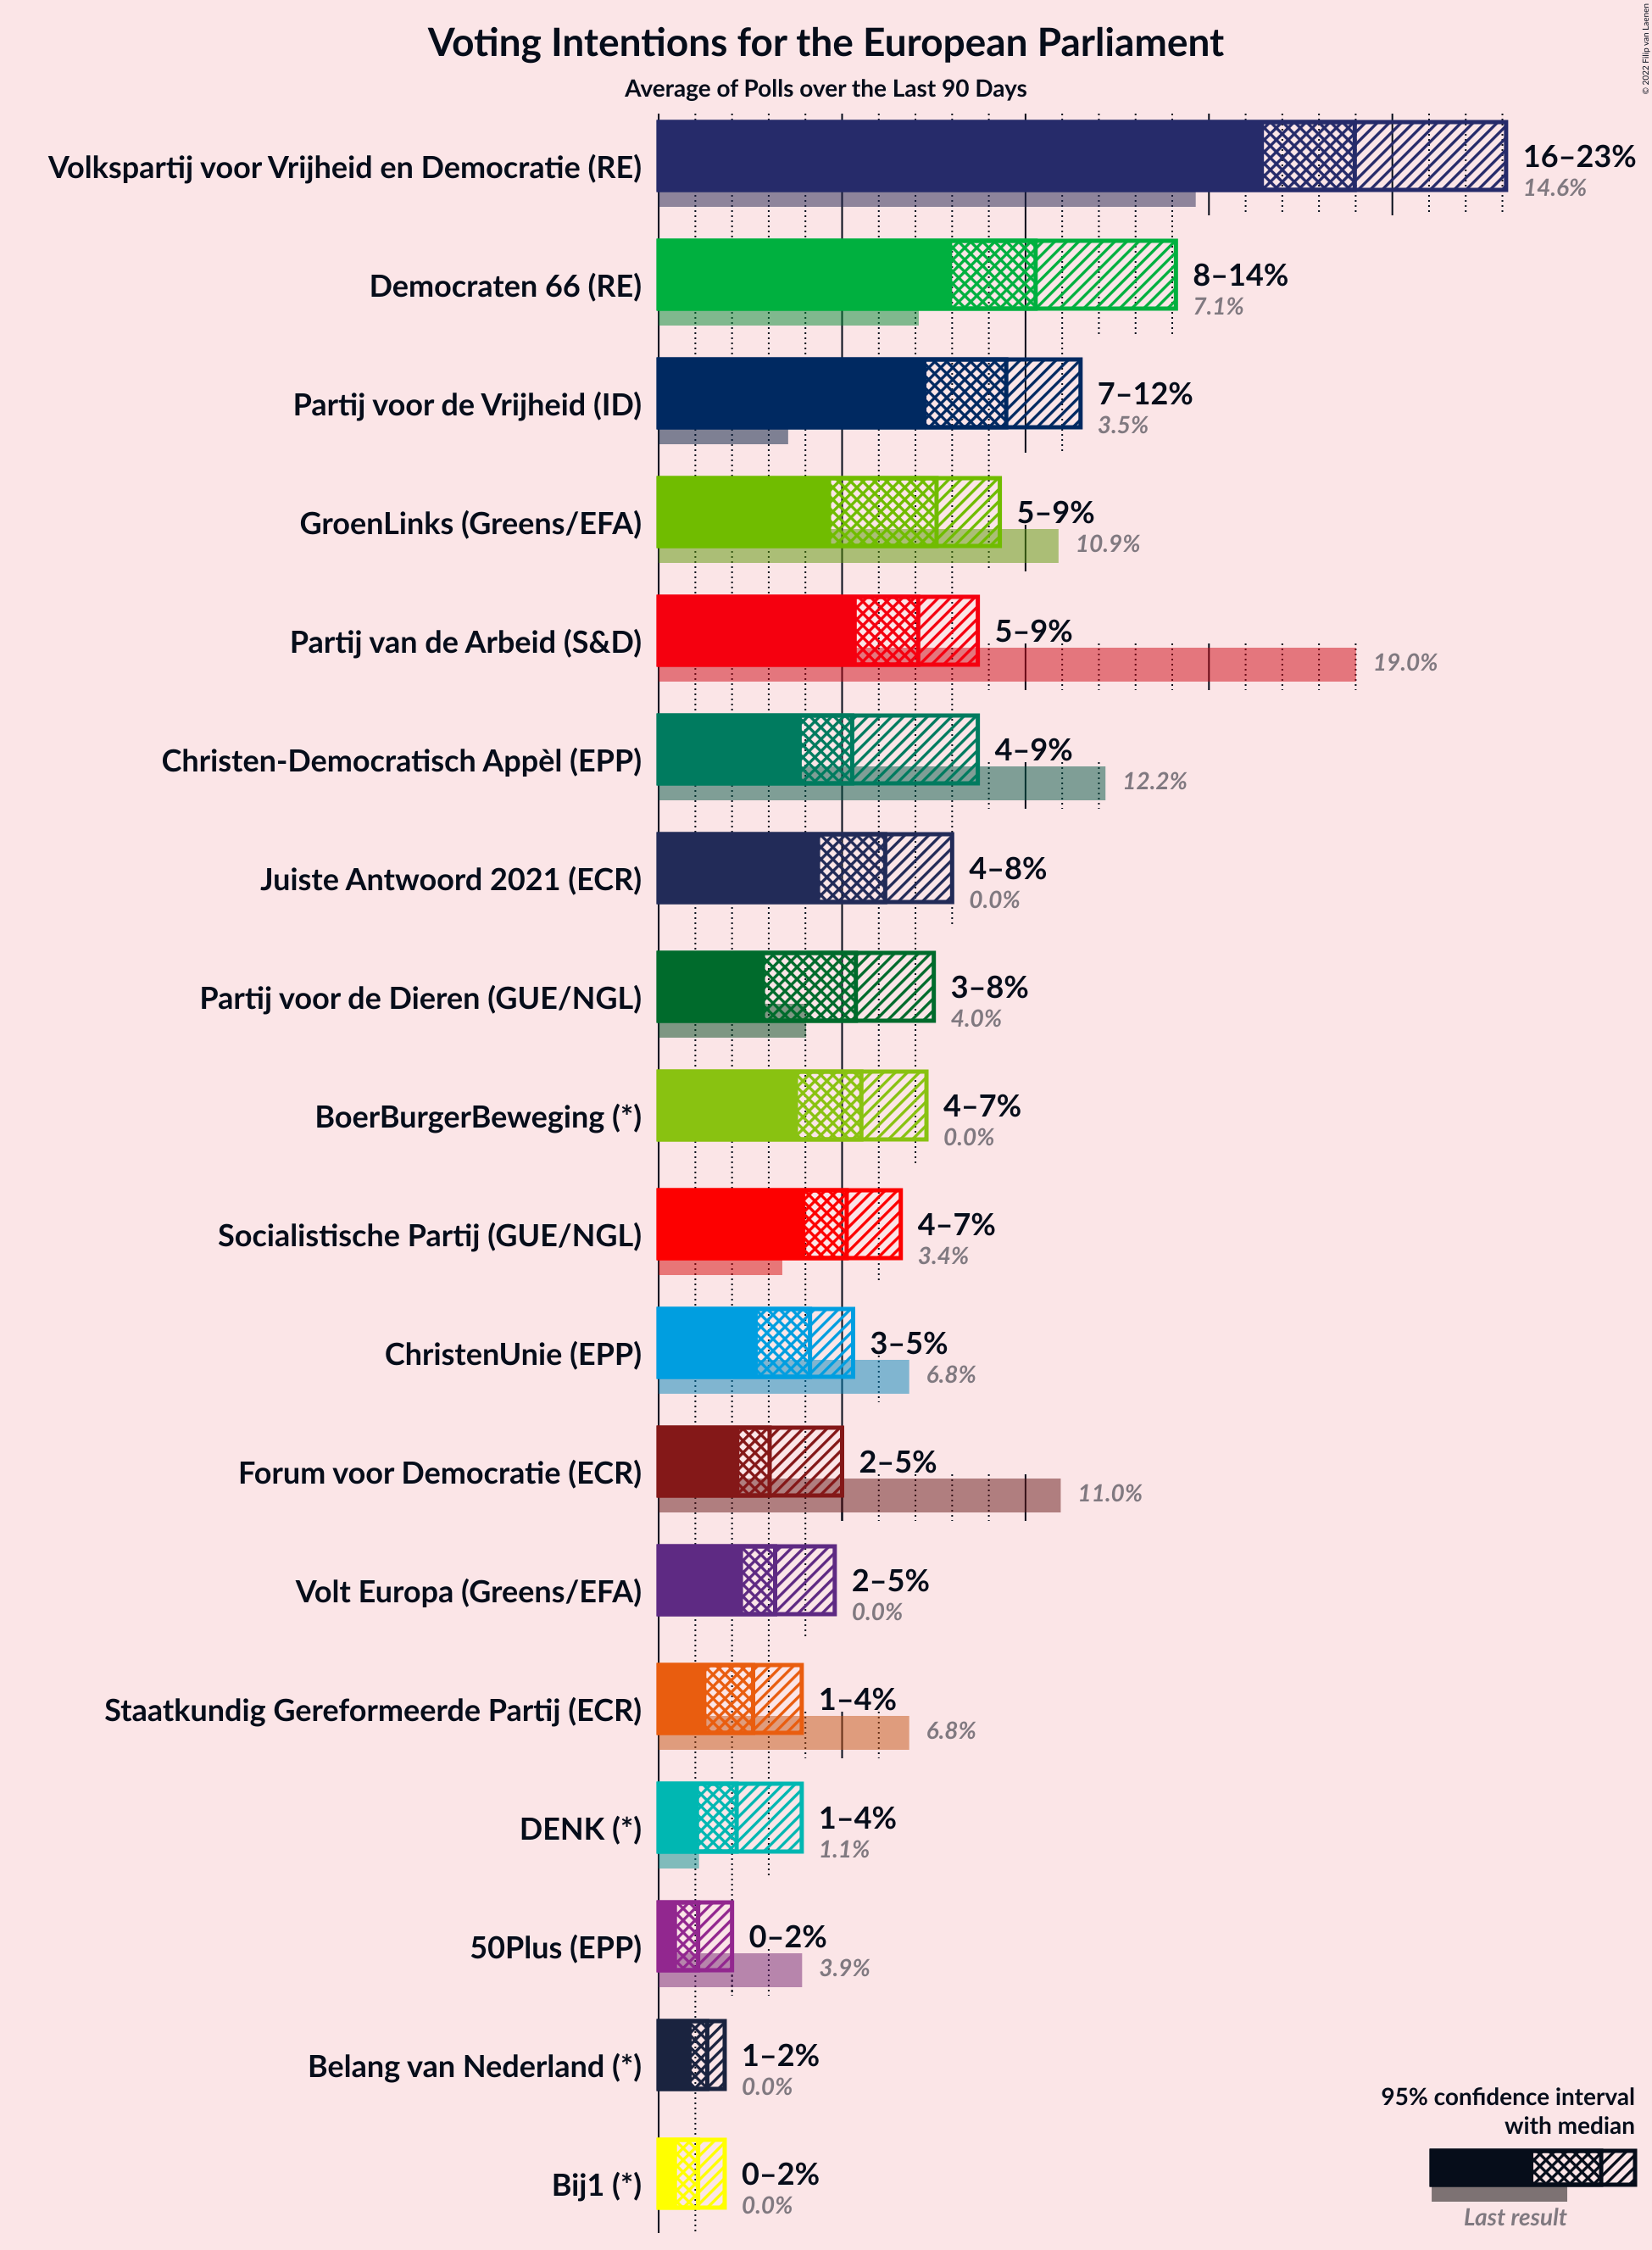 Voting Intentions for the European Parliament
Average of Polls over the Last 90 Days
© 2022 Filip van Laenen
Volkspartij voor Vrijheid en Democratie (RE)
16–23%
14.6%
Democraten 66 (RE)
8–14%
7.1%
Partij voor de Vrijheid (ID)
7–12%
3.5%
GroenLinks (Greens/EFA)
5–9%
10.9%
Partij van de Arbeid (S&D)
5–9%
19.0%
Christen-Democratisch Appèl (EPP)
4–9%
12.2%
Juiste Antwoord 2021 (ECR)
4–8%
0.0%
Partij voor de Dieren (GUE/NGL)
3–8%
4.0%
BoerBurgerBeweging (*)
4–7%
0.0%
Socialistische Partij (GUE/NGL)
4–7%
3.4%
ChristenUnie (EPP)
3–5%
6.8%
Forum voor Democratie (ECR)
2–5%
11.0%
Volt Europa (Greens/EFA)
2–5%
0.0%
Staatkundig Gereformeerde Partij (ECR)
1–4%
6.8%
DENK (*)
1–4%
1.1%
50Plus (EPP)
0–2%
3.9%
Belang van Nederland (*)
1–2%
0.0%
Bij1 (*)
0–2%
0.0%
95% confidence interval
with median
Last result